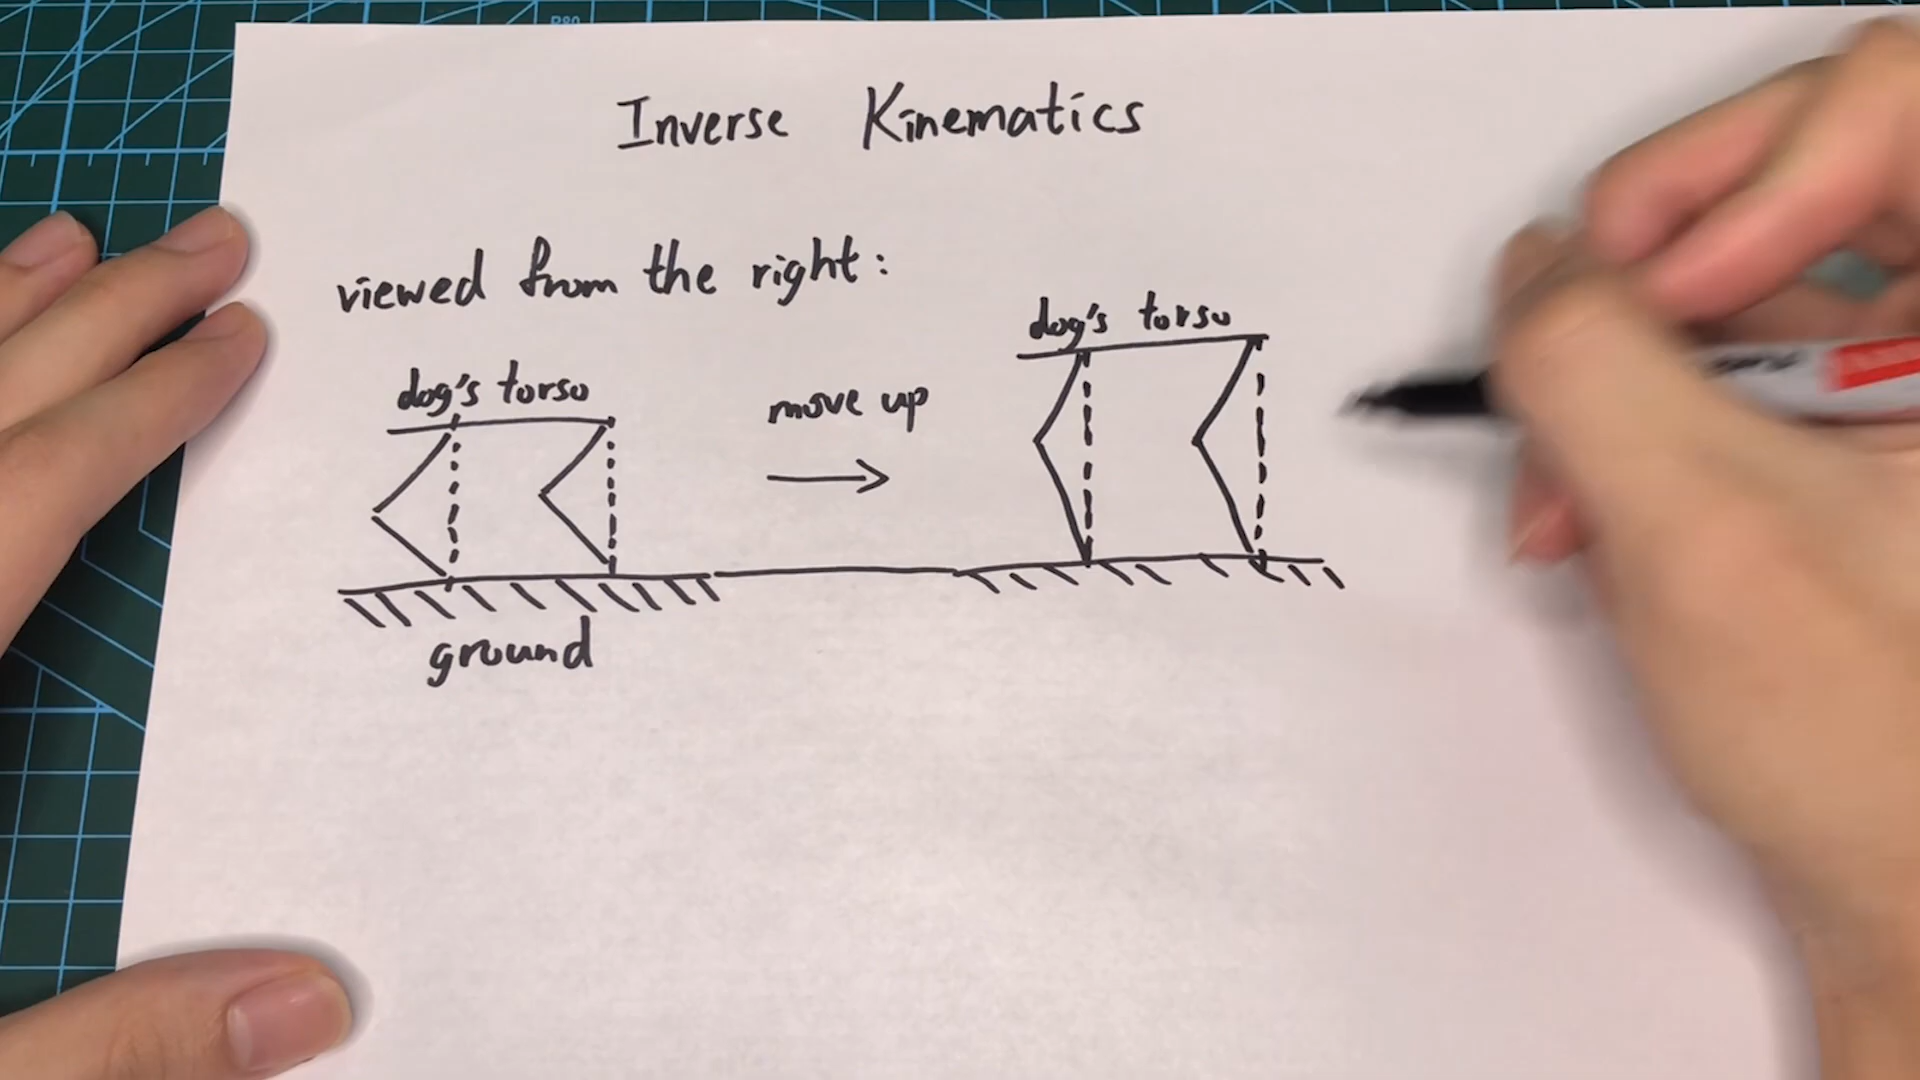 Inverse Kinematics
viewed from the right:
dog's torso
dog's torso
move up
ground